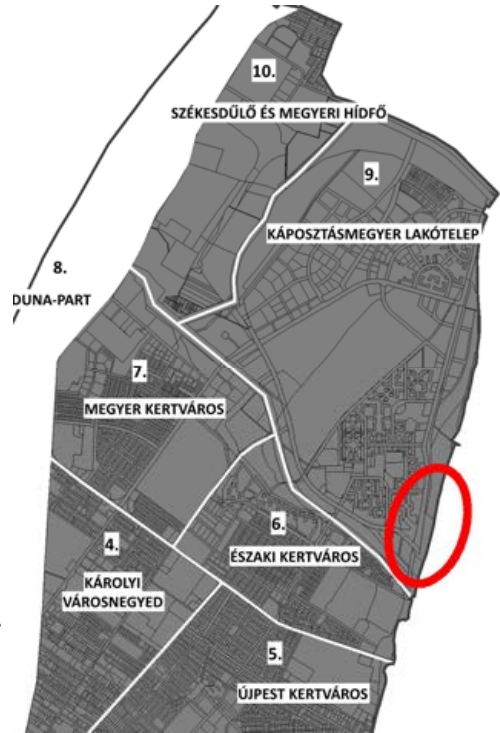 10.
SZÉKESDŰLŐ ÉS MEGYERI HÍDFŐ
9.
KÁPOSZTÁSMEGYER LAKÓTELEP
8.
DUNA-PART
7.
MEGYER KERTVÁROS
6.
ÉSZAKI KERTVÁROS
4.
KÁROLYI
VÁROSNEGYED
5.
ÚJPEST KERTVÁROS